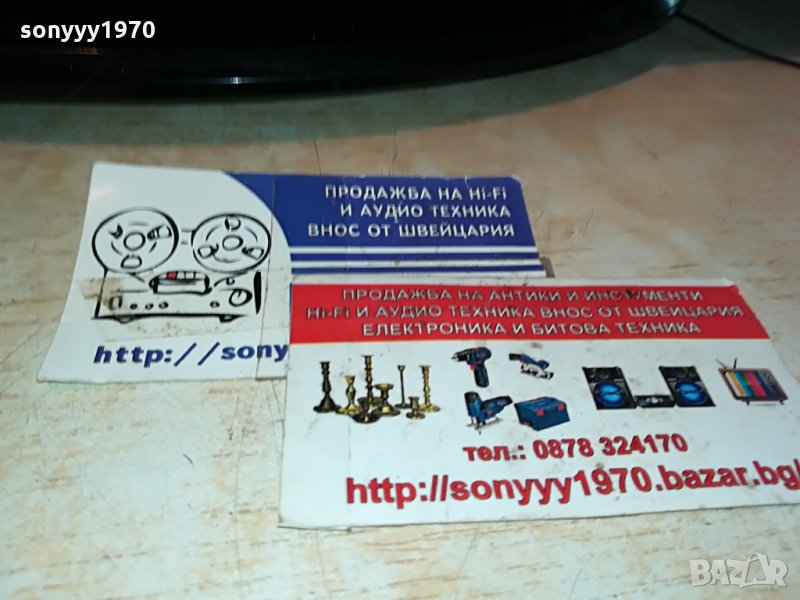 sonyyy1970
ПРОДАЖБА НА Hi-Fi
И АУДИО ТЕХНИКА
ВНОС ОТ ШВЕЙЦАРИЯ
http://sony
ПРОДАЖБА НА АНТИКИ И ИНСТРУМЕНТИ
Hi-Fi И АУДИО ТЕХНИКА ВНОС ОТ ШВЕЙЦАРИЯ
ЕЛЕКТРОНИКА И БИТОВА ТЕХНИКА
тел.: 0878 324170
http://sonyyy1970.bazar.bg/
BAZAR